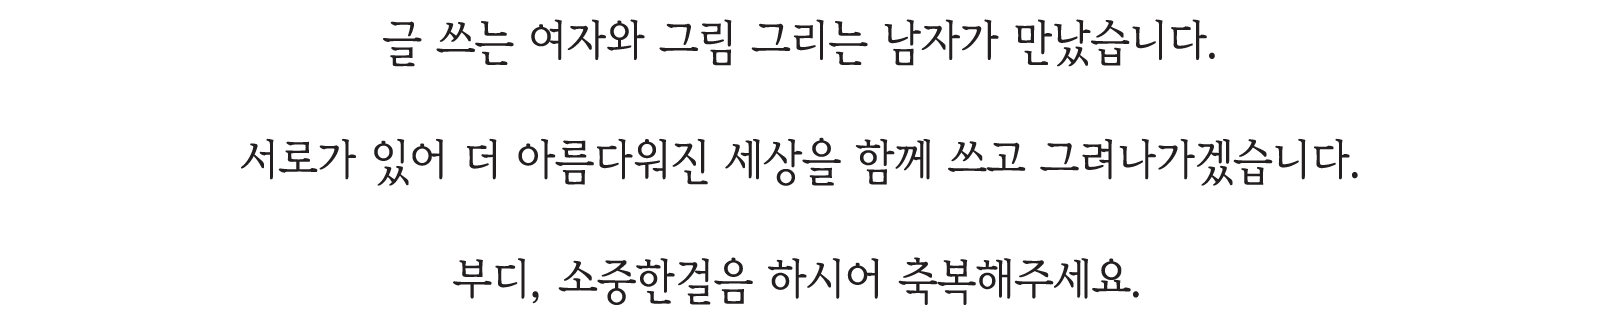 글 쓰는 여자와 그림 그리는 남자가 만났습니다.
서로가 있어 더 아름다워진 세상을 함께 쓰고 그려나가겠습니다.
부디, 소중한걸음 하시어 축복해주세요.